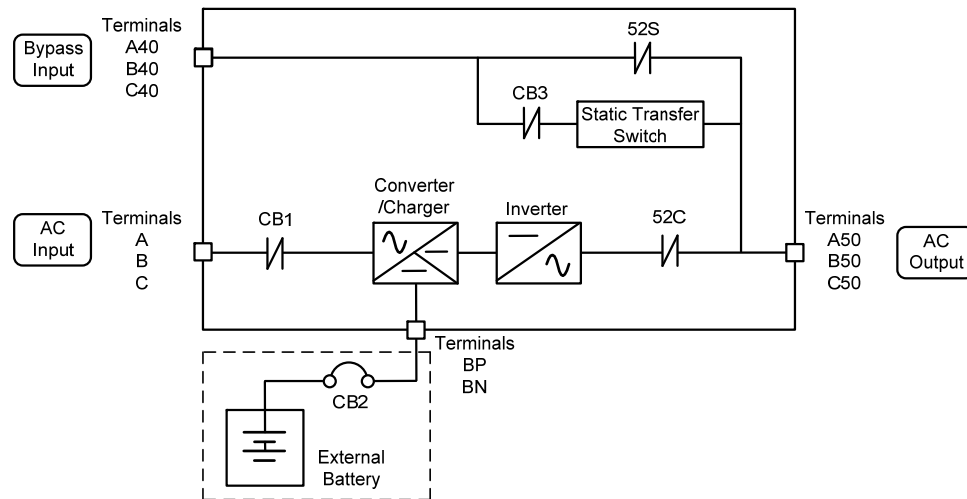 Bypass
Input
Terminals
A40
B40
C40
52S
CB3
Static Transfer
Switch
AC
Input
Terminals
A
B
C
CB1
Converter
/Charger
Inverter
52C
Terminals
A50
B50
C50
AC
Output
Terminals
BP
BN
CB2
External
Battery